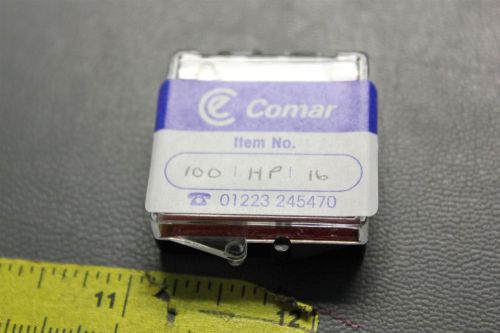 Comar
Item No.
100 | HP | 16
☎ 01223 245470
11 12